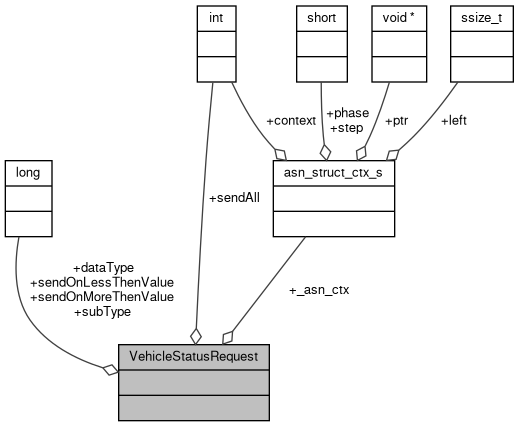 int
short
void *
ssize_t
+context
+phase
+step
+ptr
+left
long
+sendAll
asn_struct_ctx_s
+dataType
+sendOnLessThenValue
+sendOnMoreThenValue
+subType
+_asn_ctx
VehicleStatusRequest